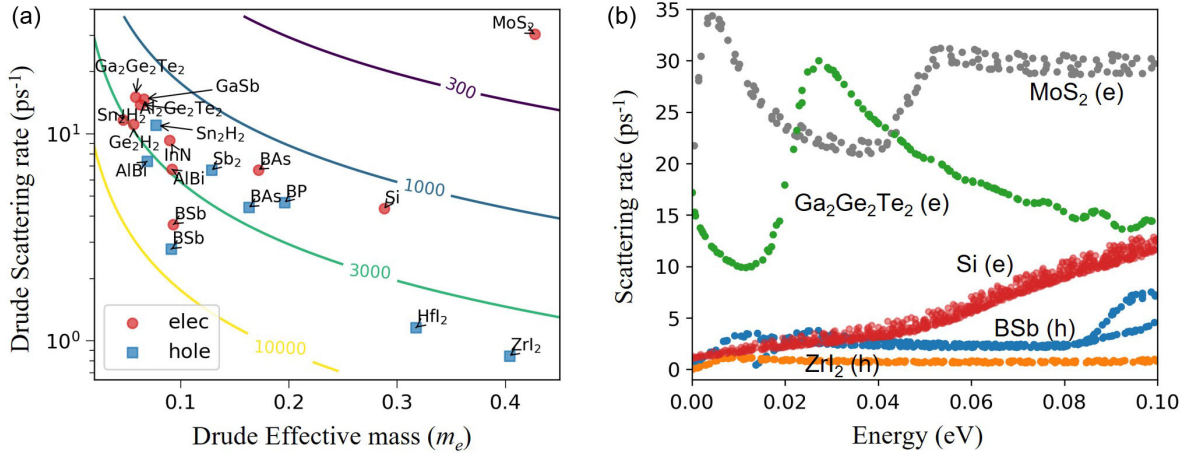 (a)
MoS₂
Ga₂Ge₂Te₂
GaSb
Al₂Ge₂Te₂
Sn₂H₂
Sn₂H₂
Ge₂H₂
InN
Sb₂
BAs
AlBi
AlBi
BAs
BP
Si
BSb
BSb
HfI₂
ZrI₂
300
1000
3000
10000
elec
hole
10¹
10⁰
0.1
0.2
0.3
0.4
Drude Scattering rate (ps⁻¹)
Drude Effective mass (mₑ)
(b)
35
30
25
20
15
10
5
0
MoS₂ (e)
Ga₂Ge₂Te₂ (e)
Si (e)
BSb (h)
ZrI₂ (h)
0.00
0.02
0.04
0.06
0.08
0.10
Scattering rate (ps⁻¹)
Energy (eV)